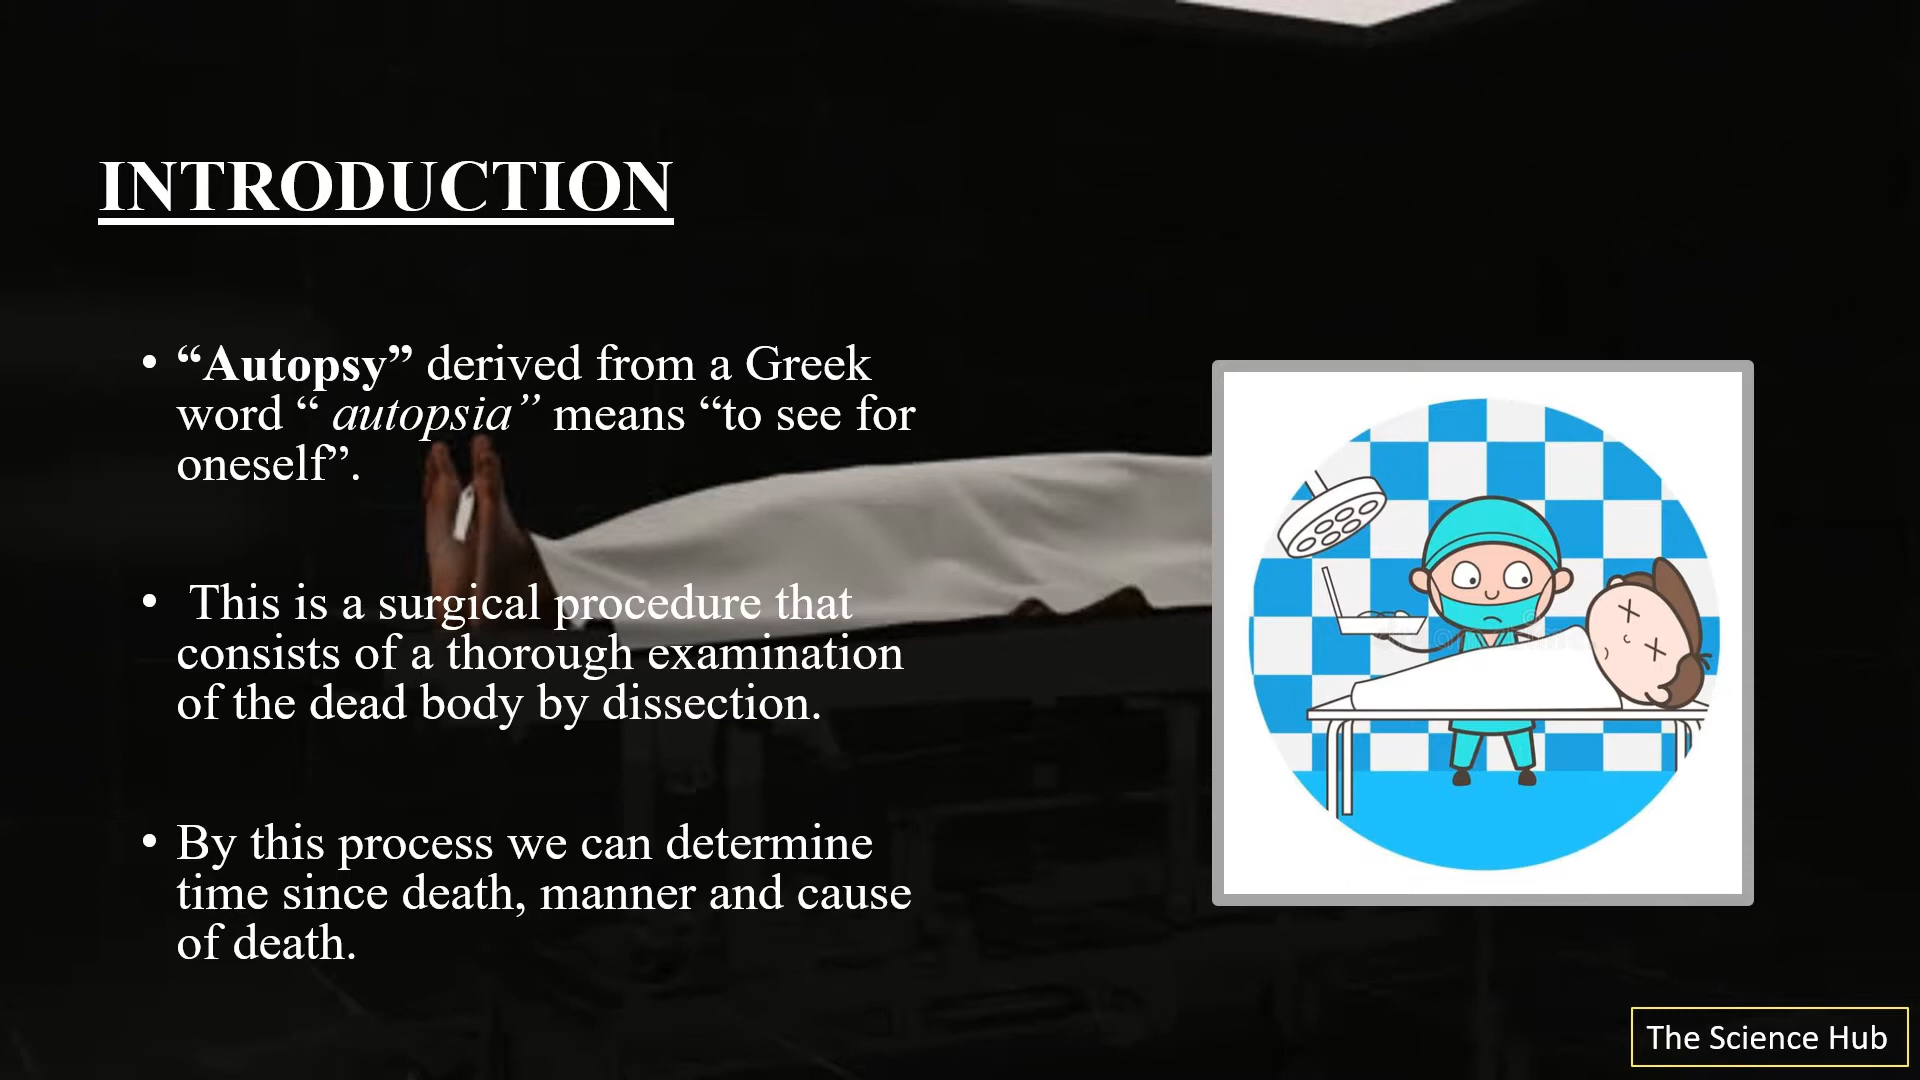 INTRODUCTION
• “Autopsy” derived from a Greek
word “ autopsia” means “to see for
oneself”.
• This is a surgical procedure that
consists of a thorough examination
of the dead body by dissection.
• By this process we can determine
time since death, manner and cause
of death.
The Science Hub